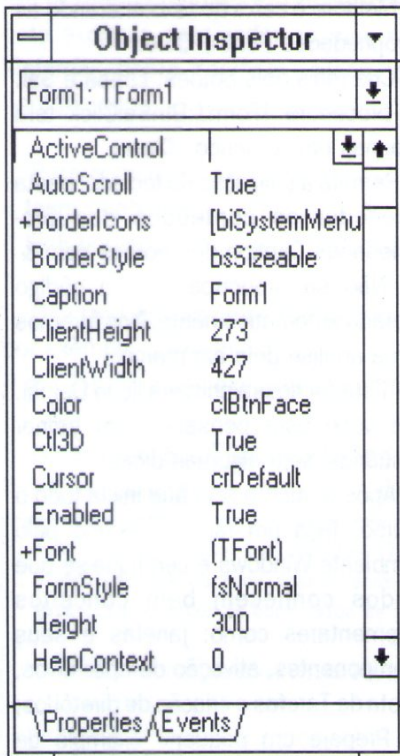 Object Inspector
Form1: TForm1
ActiveControl
AutoScroll True
+BorderIcons [biSystemMenu
BorderStyle bsSizeable
Caption Form1
ClientHeight 273
ClientWidth 427
Color clBtnFace
Ctl3D True
Cursor crDefault
Enabled True
+Font (TFont)
FormStyle fsNormal
Height 300
HelpContext 0
Properties Events